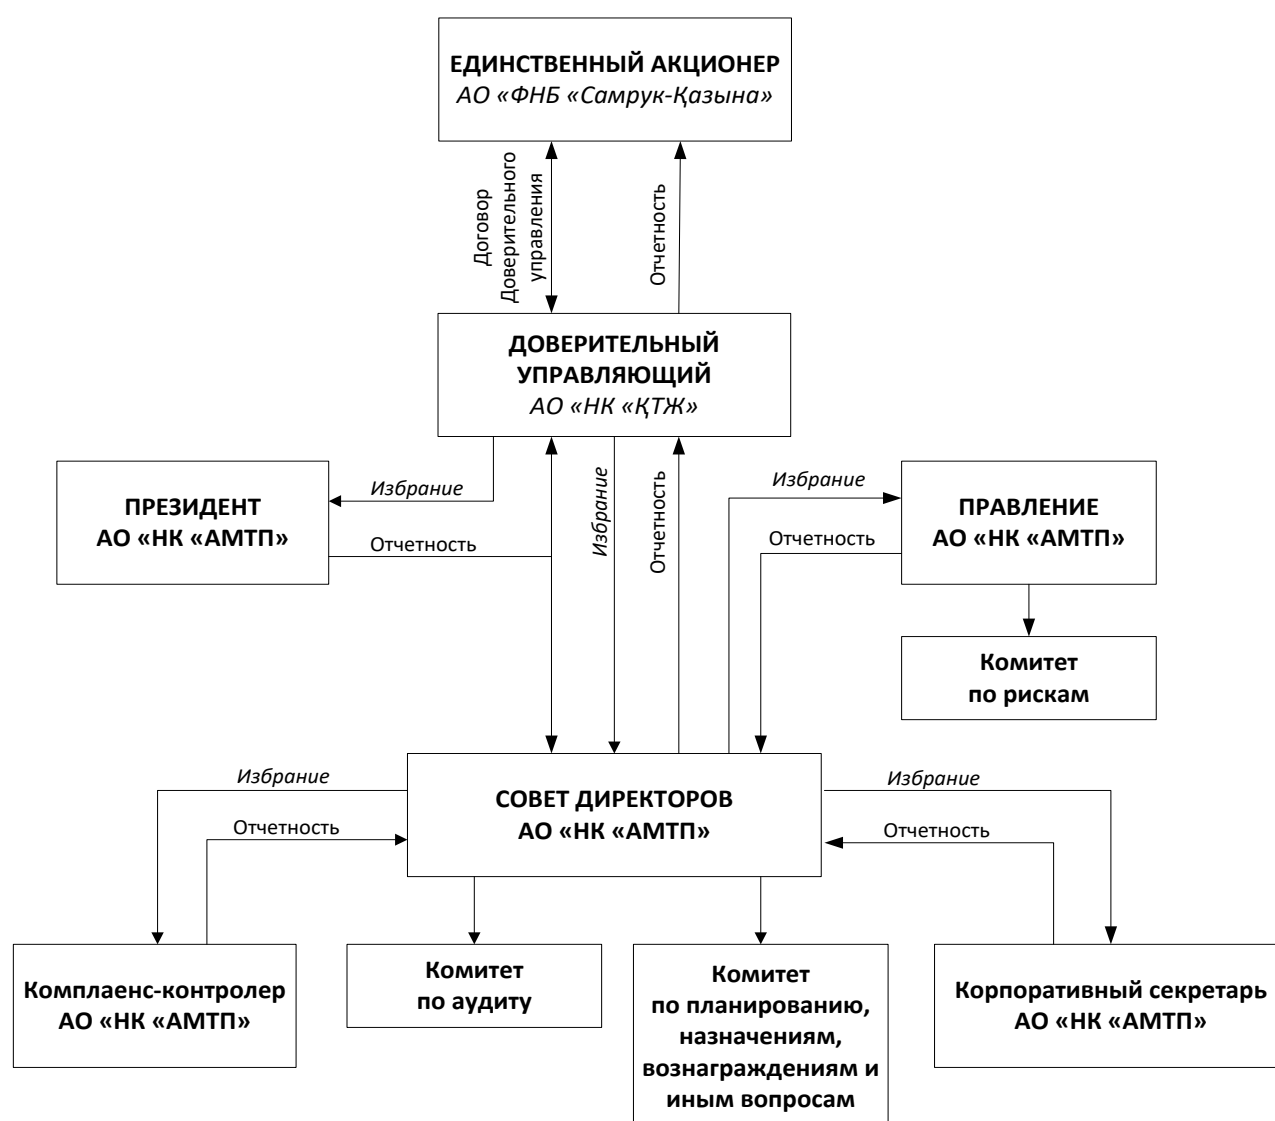 ЕДИНСТВЕННЫЙ АКЦИОНЕР
АО «ФНБ «Самрук-Қазына»
Договор
Доверительного
управления
Отчетность
ДОВЕРИТЕЛЬНЫЙ
УПРАВЛЯЮЩИЙ
АО «НК «ҚТЖ»
ПРЕЗИДЕНТ
АО «НК «АМТП»
Избрание
Отчетность
Избрание
Отчетность
Избрание
Отчетность
ПРАВЛЕНИЕ
АО «НК «АМТП»
Комитет
по рискам
Избрание
Отчетность
СОВЕТ ДИРЕКТОРОВ
АО «НК «АМТП»
Избрание
Отчетность
Комплаенс-контролер
АО «НК «АМТП»
Комитет
по аудиту
Комитет
по планированию,
назначениям,
вознаграждениям и
иным вопросам
Корпоративный секретарь
АО «НК «АМТП»